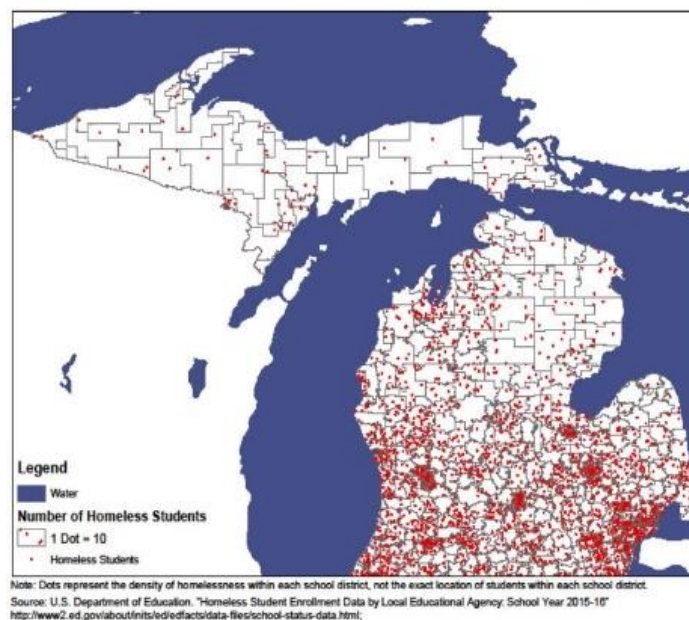 Legend
Water
Number of Homeless Students
1 Dot = 10
Homeless Students
Note: Dots represent the density of homelessness within each school district, not the exact location of students within each school district.
Source: U.S. Department of Education. "Homeless Student Enrollment Data by Local Educational Agency: School Year 2015-16"
http://www2.ed.gov/about/inits/ed/edfacts/data-files/school-status-data.html;